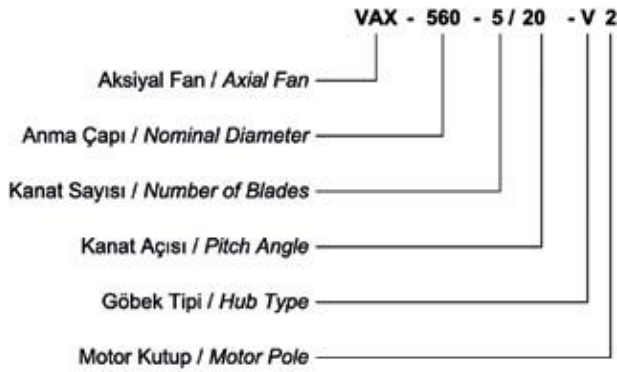 VAX - 560 - 5 / 20 - V 2
Aksiyal Fan / Axial Fan
Anma Çapı / Nominal Diameter
Kanat Sayısı / Number of Blades
Kanat Açısı / Pitch Angle
Göbek Tipi / Hub Type
Motor Kutup / Motor Pole